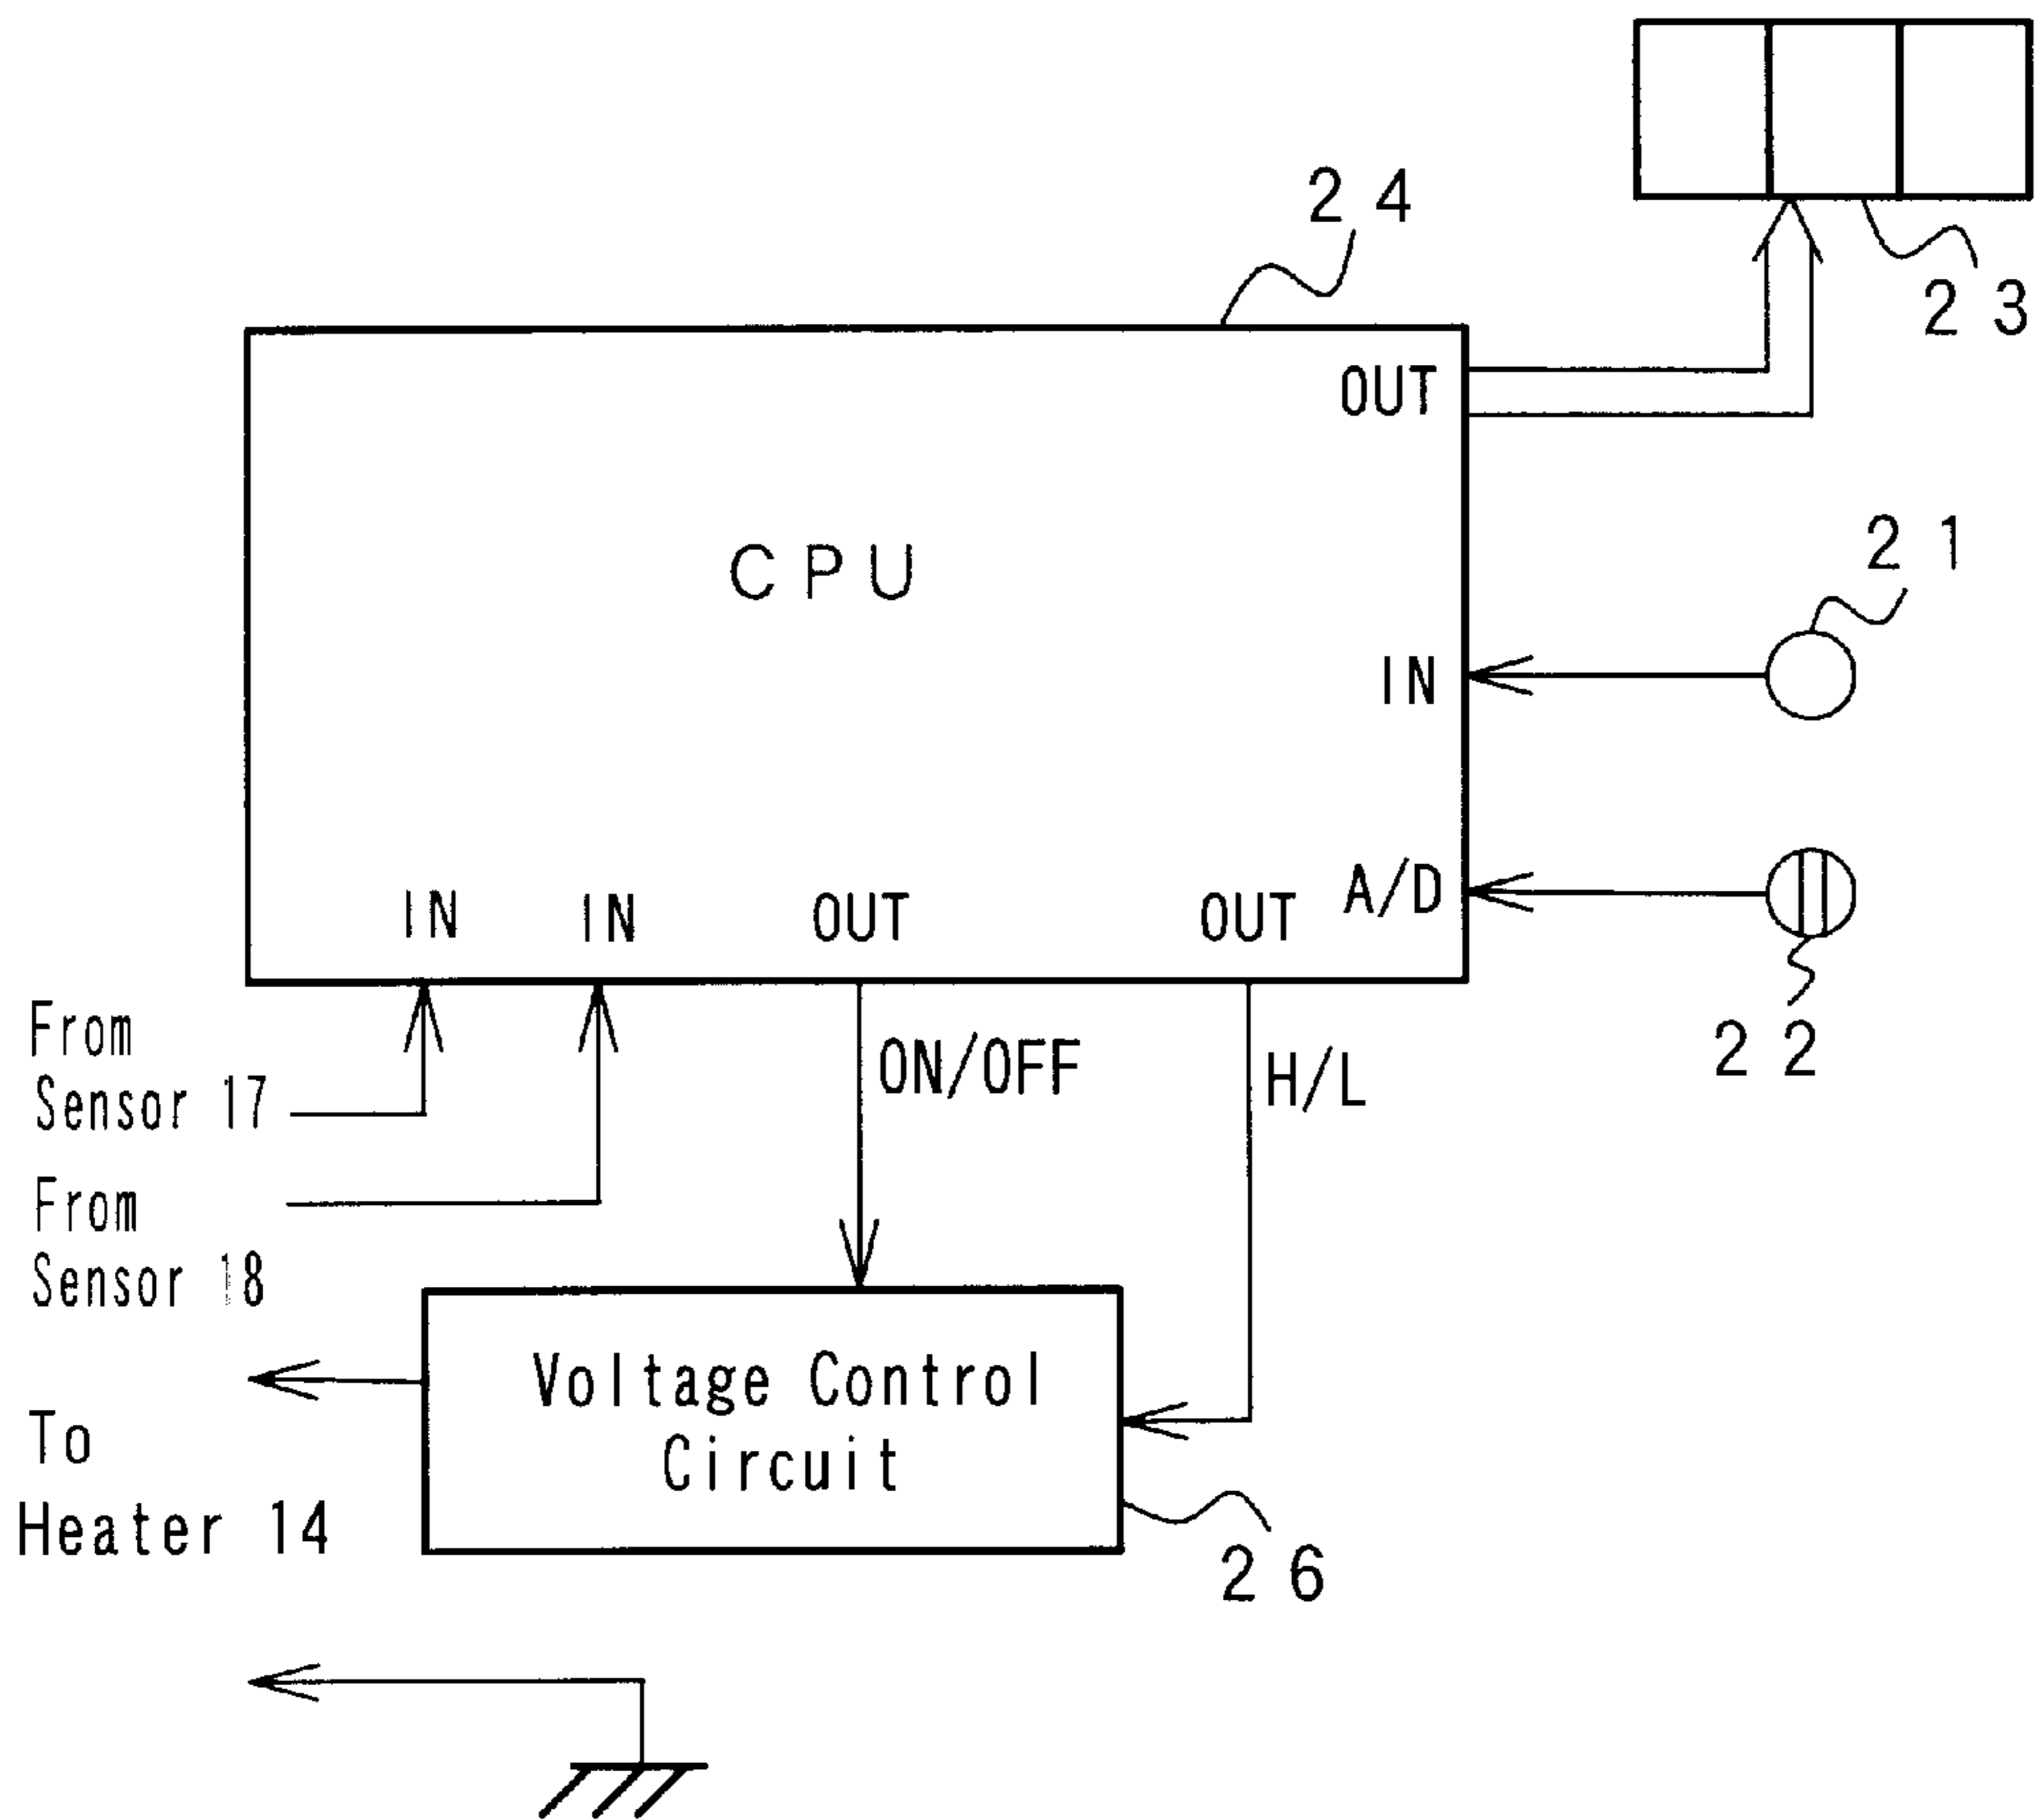 24
23
OUT
CPU
21
IN
A/D
22
IN
IN
OUT
OUT
From
Sensor 17
ON/OFF
H/L
From
Sensor 18
Voltage Control
Circuit
To
Heater 14
26